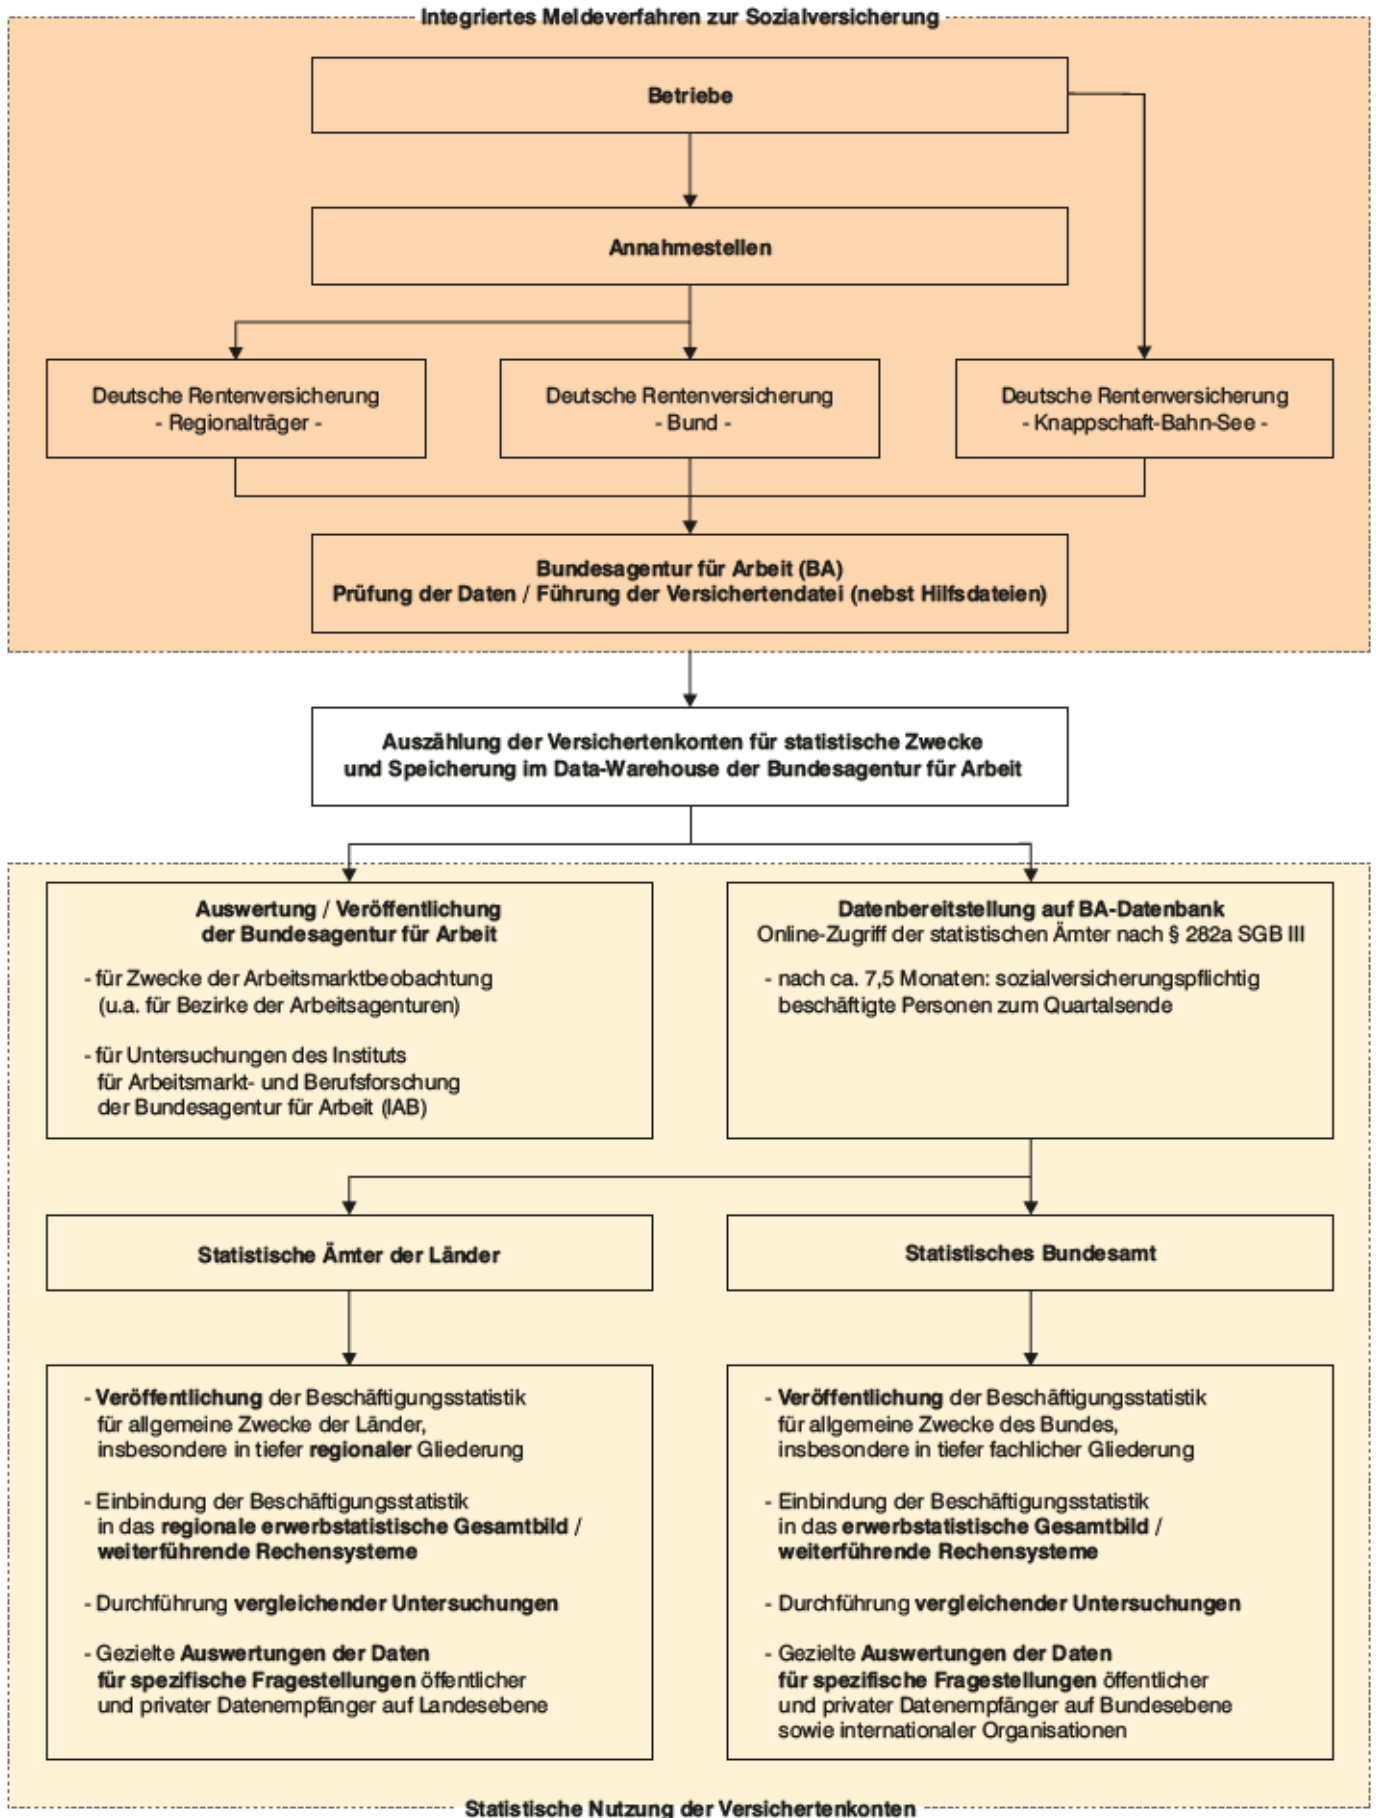 Integriertes Meldeverfahren zur Sozialversicherung
Betriebe
Annahmestellen
Deutsche Rentenversicherung
- Regionalträger -
Deutsche Rentenversicherung
- Bund -
Deutsche Rentenversicherung
- Knappschaft-Bahn-See -
Bundesagentur für Arbeit (BA)
Prüfung der Daten / Führung der Versichertendatei (nebst Hilfsdateien)
Auszählung der Versichertenkonten für statistische Zwecke
und Speicherung im Data-Warehouse der Bundesagentur für Arbeit
Auswertung / Veröffentlichung
der Bundesagentur für Arbeit
- für Zwecke der Arbeitsmarktbeobachtung
(u.a. für Bezirke der Arbeitsagenturen)
- für Untersuchungen des Instituts
für Arbeitsmarkt- und Berufsforschung
der Bundesagentur für Arbeit (IAB)
Datenbereitstellung auf BA-Datenbank
Online-Zugriff der statistischen Ämter nach § 282a SGB III
- nach ca. 7,5 Monaten: sozialversicherungspflichtig
beschäftigte Personen zum Quartalsende
Statistische Ämter der Länder
Statistisches Bundesamt
- Veröffentlichung der Beschäftigungsstatistik
für allgemeine Zwecke der Länder,
insbesondere in tiefer regionaler Gliederung
- Einbindung der Beschäftigungsstatistik
in das regionale erwerbstatistische Gesamtbild /
weiterführende Rechensysteme
- Durchführung vergleichender Untersuchungen
- Gezielte Auswertungen der Daten
für spezifische Fragestellungen öffentlicher
und privater Datenempfänger auf Landesebene
- Veröffentlichung der Beschäftigungsstatistik
für allgemeine Zwecke des Bundes,
insbesondere in tiefer fachlicher Gliederung
- Einbindung der Beschäftigungsstatistik
in das erwerbstatistische Gesamtbild /
weiterführende Rechensysteme
- Durchführung vergleichender Untersuchungen
- Gezielte Auswertungen der Daten
für spezifische Fragestellungen öffentlicher
und privater Datenempfänger auf Bundesebene
sowie internationaler Organisationen
Statistische Nutzung der Versichertenkonten